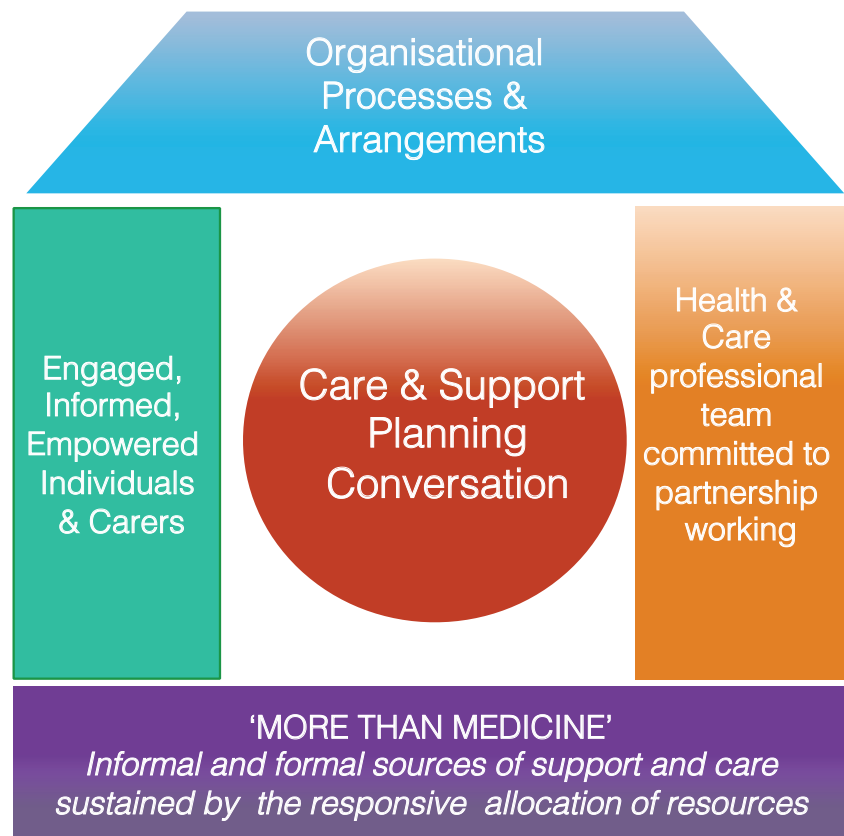 Organisational
Processes &
Arrangements
Engaged,
Informed,
Empowered
Individuals
& Carers
Care & Support
Planning
Conversation
Health &
Care
professional
team
committed to
partnership
working
‘MORE THAN MEDICINE’
Informal and formal sources of support and care
sustained by the responsive allocation of resources